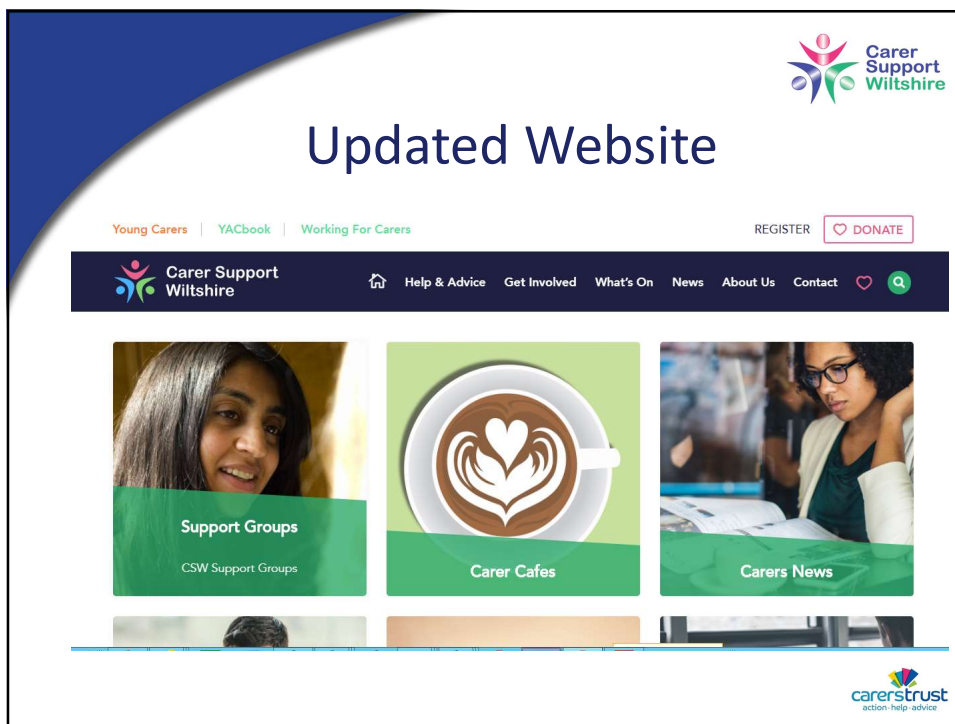 Carer
Support
Wiltshire
Updated Website
Young Carers | YACbook | Working For Carers REGISTER DONATE
Carer Support
Wiltshire
Help & Advice Get Involved What's On News About Us Contact
Support Groups
CSW Support Groups
Carer Cafes
Carers News
carerstrust
action·help·advice